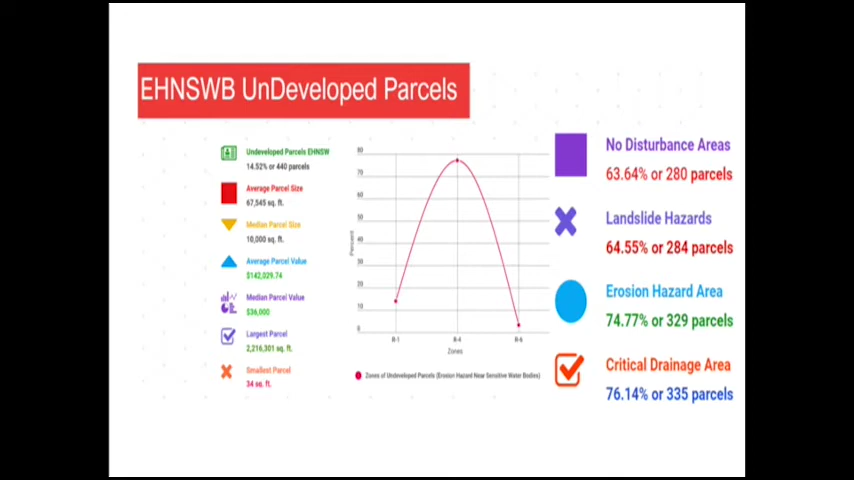 EHNSWB UnDeveloped Parcels
Undeveloped Parcels EHNSW
14.52% or 440 parcels
Average Parcel Size
67,545 sq. ft.
Median Parcel Size
10,000 sq. ft.
Average Parcel Value
$142,029.74
Median Parcel Value
$36,000
Largest Parcel
2,216,301 sq. ft.
Smallest Parcel
34 sq. ft.
80
70
60
50
40
30
20
10
0
Percent
R-1
R-4
R-6
Zones
Zones of Undeveloped Parcels (Erosion Hazard Near Sensitive Water Bodies)
No Disturbance Areas
63.64% or 280 parcels
Landslide Hazards
64.55% or 284 parcels
Erosion Hazard Area
74.77% or 329 parcels
Critical Drainage Area
76.14% or 335 parcels